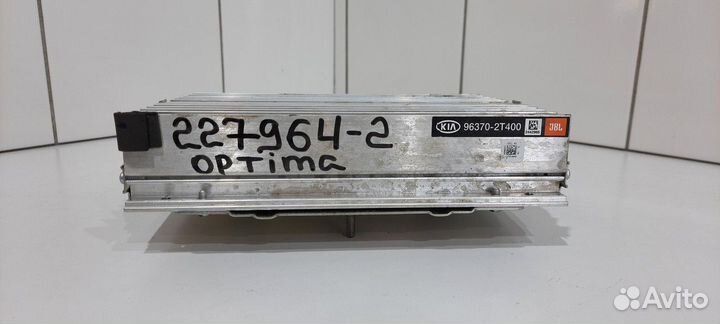 227964-2
OPTima
KIA 96370-2T400
JBL
Avito